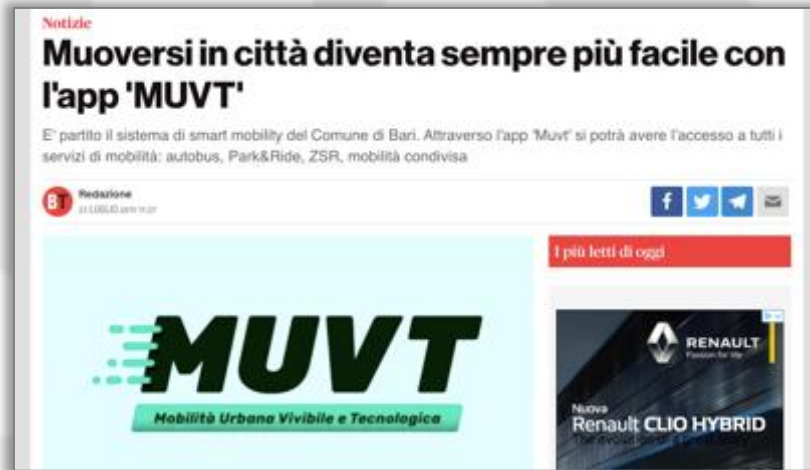 Notizie
Muoversi in città diventa sempre più facile con
l'app 'MUVT'
E' partito il sistema di smart mobility del Comune di Bari. Attraverso l'app 'Muvt' si potrà avere l'accesso a tutti i
servizi di mobilità: autobus, Park&Ride, ZSR, mobilità condivisa
BT
Redazione
I più letti di oggi
MUVT
Mobilità Urbana Vivibile e Tecnologica
RENAULT
Passion for life
Nuova
Renault CLIO HYBRID